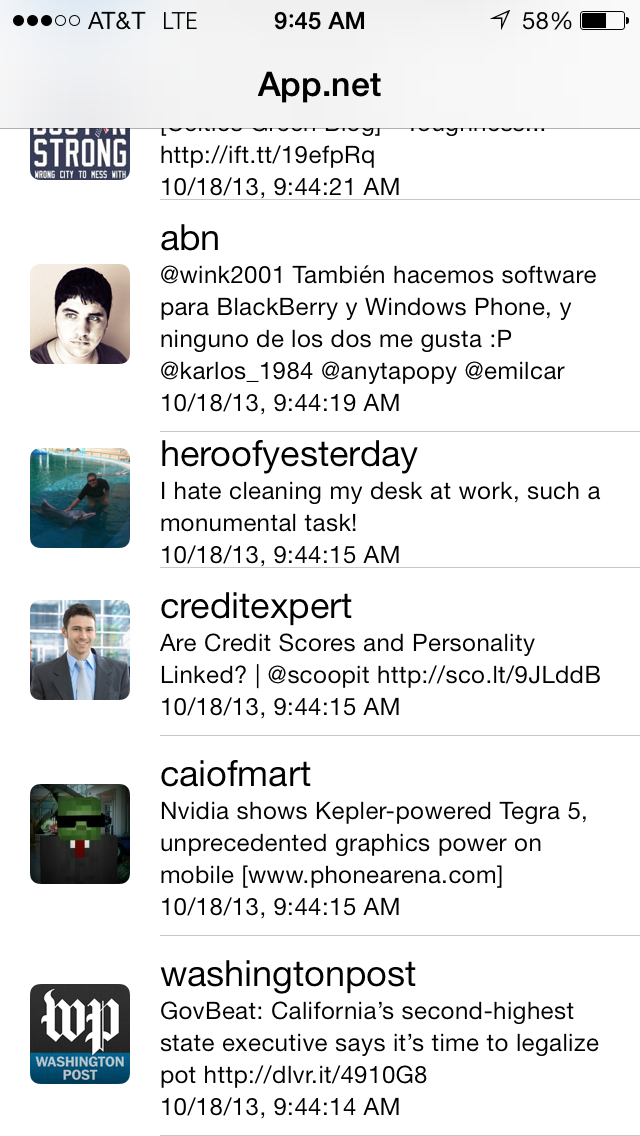 AT&T LTE 9:45 AM 58%
App.net
BOSTON
STRONG
WRONG CITY TO MESS WITH
[Celtics Green Blog] - Toughness...
http://ift.tt/19efpRq
10/18/13, 9:44:21 AM
abn
@wink2001 También hacemos software
para BlackBerry y Windows Phone, y
ninguno de los dos me gusta :P
@karlos_1984 @anytapopy @emilcar
10/18/13, 9:44:19 AM
heroofyesterday
I hate cleaning my desk at work, such a
monumental task!
10/18/13, 9:44:15 AM
creditexpert
Are Credit Scores and Personality
Linked? | @scoopit http://sco.lt/9JLddB
10/18/13, 9:44:15 AM
caiofmart
Nvidia shows Kepler-powered Tegra 5,
unprecedented graphics power on
mobile [www.phonearena.com]
10/18/13, 9:44:15 AM
wp
WASHINGTON
POST
washingtonpost
GovBeat: California’s second-highest
state executive says it’s time to legalize
pot http://dlvr.it/4910G8
10/18/13, 9:44:14 AM